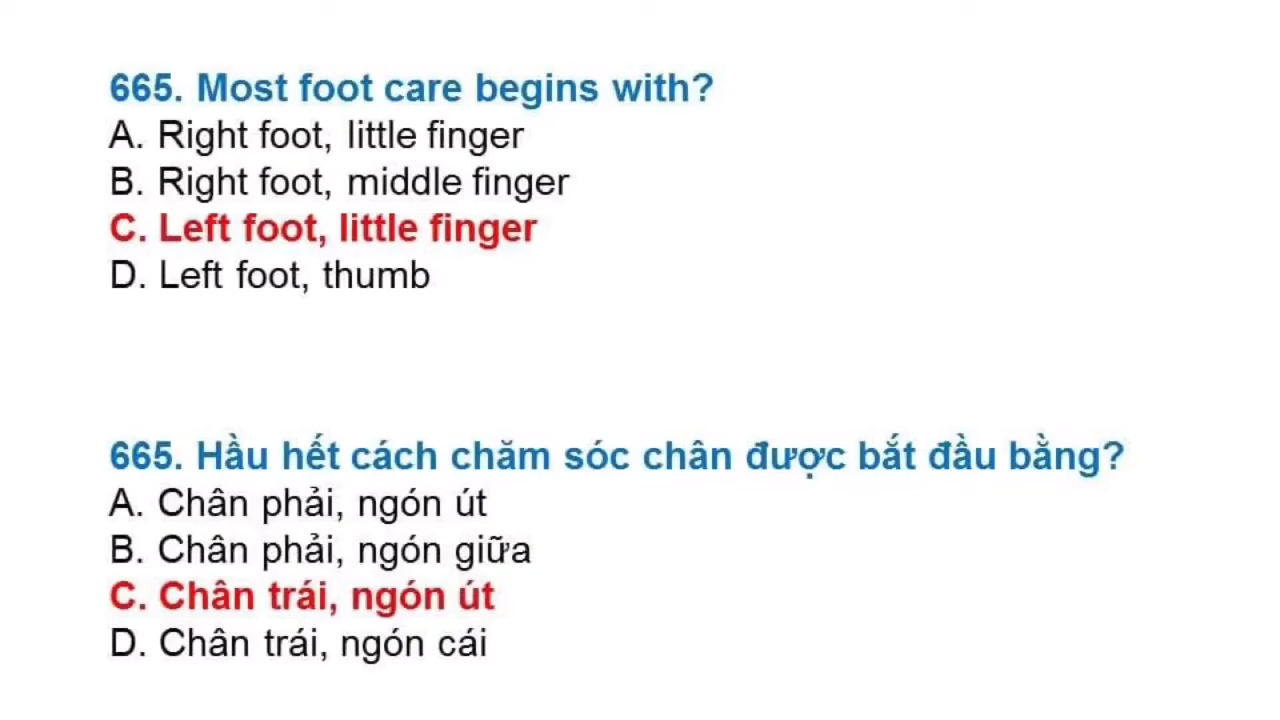 665. Most foot care begins with?
A. Right foot, little finger
B. Right foot, middle finger
C. Left foot, little finger
D. Left foot, thumb
665. Hầu hết cách chăm sóc chân được bắt đầu bằng?
A. Chân phải, ngón út
B. Chân phải, ngón giữa
C. Chân trái, ngón út
D. Chân trái, ngón cái